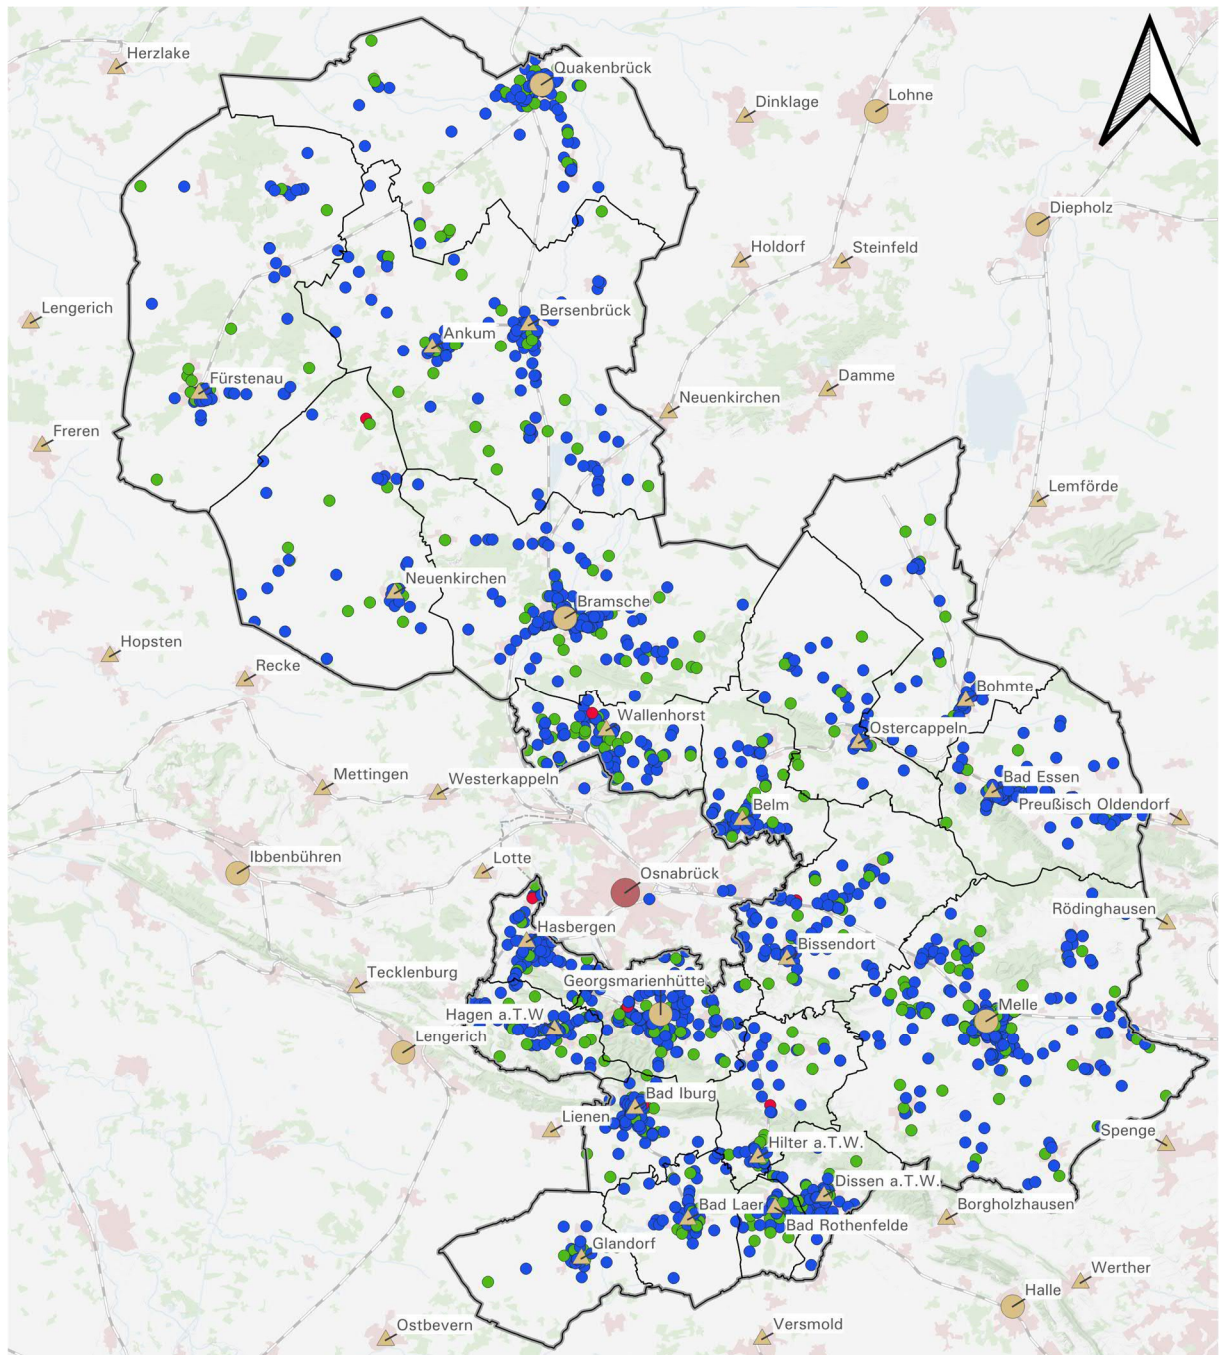 Herzlake
Quakenbrück
Dinklage
Lohne
Diepholz
Holdorf
Steinfeld
Lengerich
Bersenbrück
Ankum
Fürstenau
Damme
Neuenkirchen
Freren
Lemförde
Neuenkirchen
Bramsche
Hopsten
Recke
Bohmte
Wallenhorst
Ostercappeln
Mettingen
Westerkappeln
Bad Essen
Preußisch Oldendorf
Belm
Ibbenbühren
Lotte
Osnabrück
Rödinghausen
Hasbergen
Bissendort
Tecklenburg
Georgsmarienhütte
Melle
Hagen a.T.W
Lengerich
Bad Iburg
Lienen
Spenge
Hilter a.T.W.
Dissen a.T.W.
Bad Laer
Borgholzhausen
Bad Rothenfelde
Glandorf
Werther
Halle
Ostbevern
Versmold